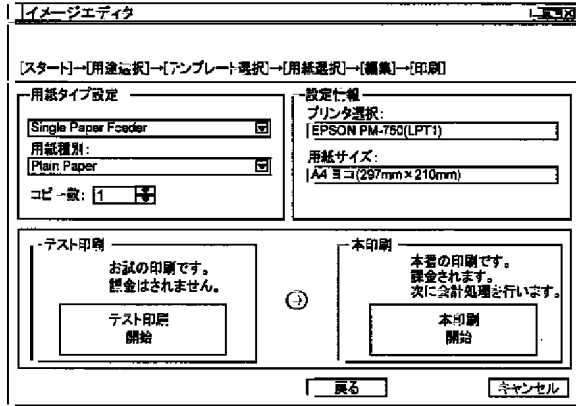 イメージエディタ
[スタート]→[用途選択]→[テンプレート選択]→[用紙選択]→[編集]→[印刷]
用紙タイプ設定
Single Paper Feeder
用紙種別:
Plain Paper
コピー数: 1
設定情報
プリンタ選択:
EPSON PM-750(LPT1)
用紙サイズ:
A4 ヨコ(297mm×210mm)
テスト印刷
お試の印刷です。
課金はされません。
テスト印刷
開始
本印刷
本番の印刷です。
課金されます。
次に会計処理を行います。
本印刷
開始
戻る
キャンセル